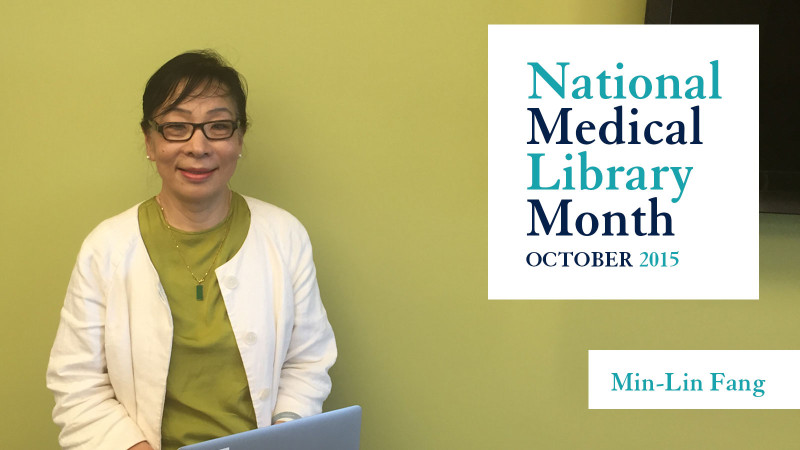 National
Medical
Library
Month
OCTOBER 2015
Min-Lin Fang